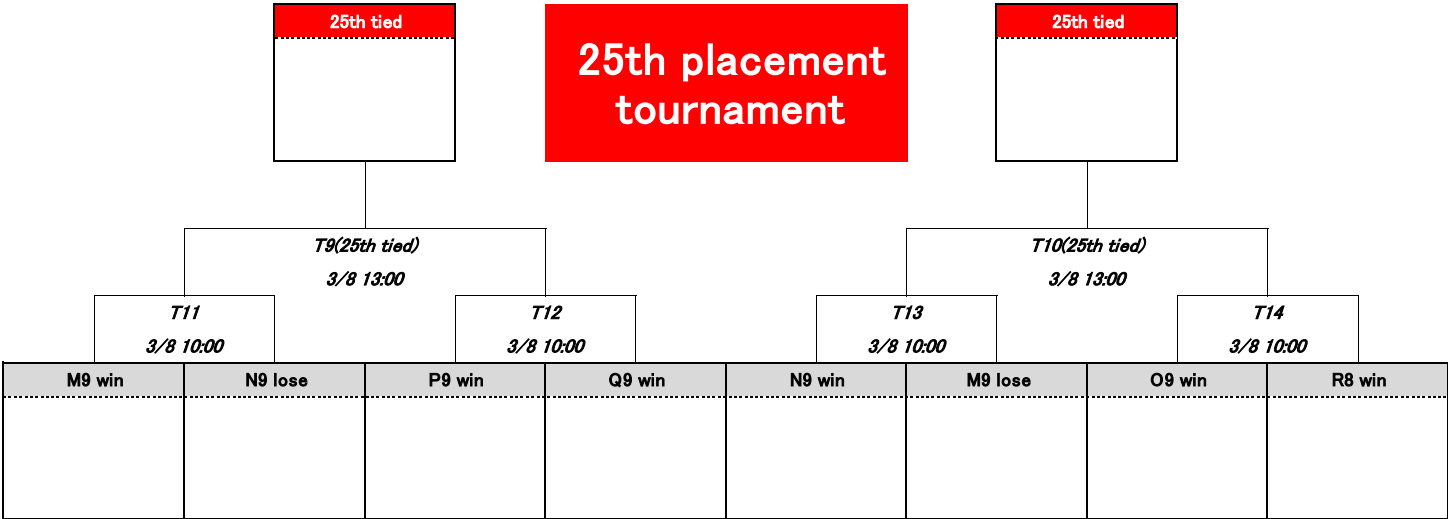 25th tied
25th placement
tournament
25th tied
T9(25th tied)
3/8 13:00
T10(25th tied)
3/8 13:00
T11
3/8 10:00
T12
3/8 10:00
T13
3/8 10:00
T14
3/8 10:00
M9 win
N9 lose
P9 win
Q9 win
N9 win
M9 lose
O9 win
R8 win